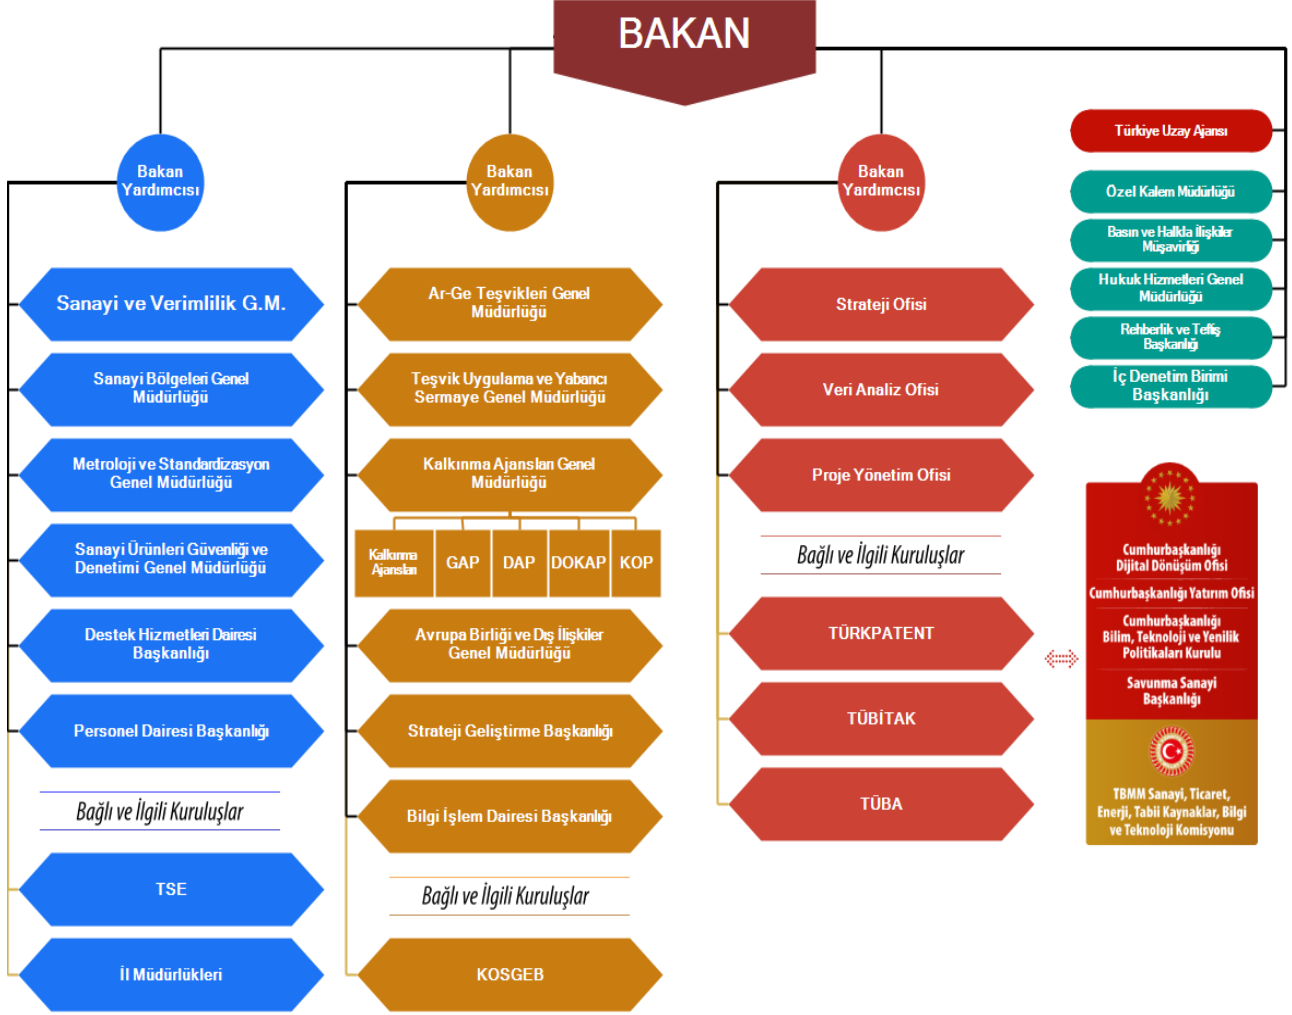 BAKAN
Bakan
Yardımcısı
Sanayi ve Verimlilik G.M.
Sanayi Bölgeleri Genel
Müdürlüğü
Metroloji ve Standardizasyon
Genel Müdürlüğü
Sanayi Ürünleri Güvenliği ve
Denetimi Genel Müdürlüğü
Destek Hizmetleri Dairesi
Başkanlığı
Personel Dairesi Başkanlığı
Bağlı ve İlgili Kuruluşlar
TSE
İl Müdürlükleri
Bakan
Yardımcısı
Ar-Ge Teşvikleri Genel
Müdürlüğü
Teşvik Uygulama ve Yabancı
Sermaye Genel Müdürlüğü
Kalkınma Ajansları Genel
Müdürlüğü
Kalkınma
Ajansları
GAP
DAP
DOKAP
KOP
Avrupa Birliği ve Dış İlişkiler
Genel Müdürlüğü
Strateji Geliştirme Başkanlığı
Bilgi İşlem Dairesi Başkanlığı
Bağlı ve İlgili Kuruluşlar
KOSGEB
Bakan
Yardımcısı
Strateji Ofisi
Veri Analiz Ofisi
Proje Yönetim Ofisi
Bağlı ve İlgili Kuruluşlar
TÜRKPATENT
TÜBİTAK
TÜBA
Türkiye Uzay Ajansı
Özel Kalem Müdürlüğü
Basın ve Halkla İlişkiler
Müşavirliği
Hukuk Hizmetleri Genel
Müdürlüğü
Rehberlik ve Teftiş
Başkanlığı
İç Denetim Birimi
Başkanlığı
Cumhurbaşkanlığı
Dijital Dönüşüm Ofisi
Cumhurbaşkanlığı Yatırım Ofisi
Cumhurbaşkanlığı
Bilim, Teknoloji ve Yenilik
Politikaları Kurulu
Savunma Sanayi
Başkanlığı
TBMM Sanayi, Ticaret,
Enerji, Tabii Kaynaklar, Bilgi
ve Teknoloji Komisyonu